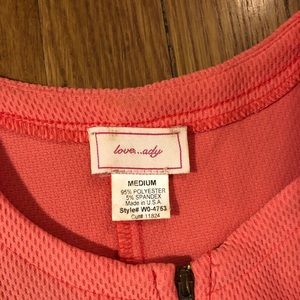 love...ady
MEDIUM
95% POLYESTER
5% SPANDEX
Made in U.S.A
Style# W0-4763
Cut# 11824